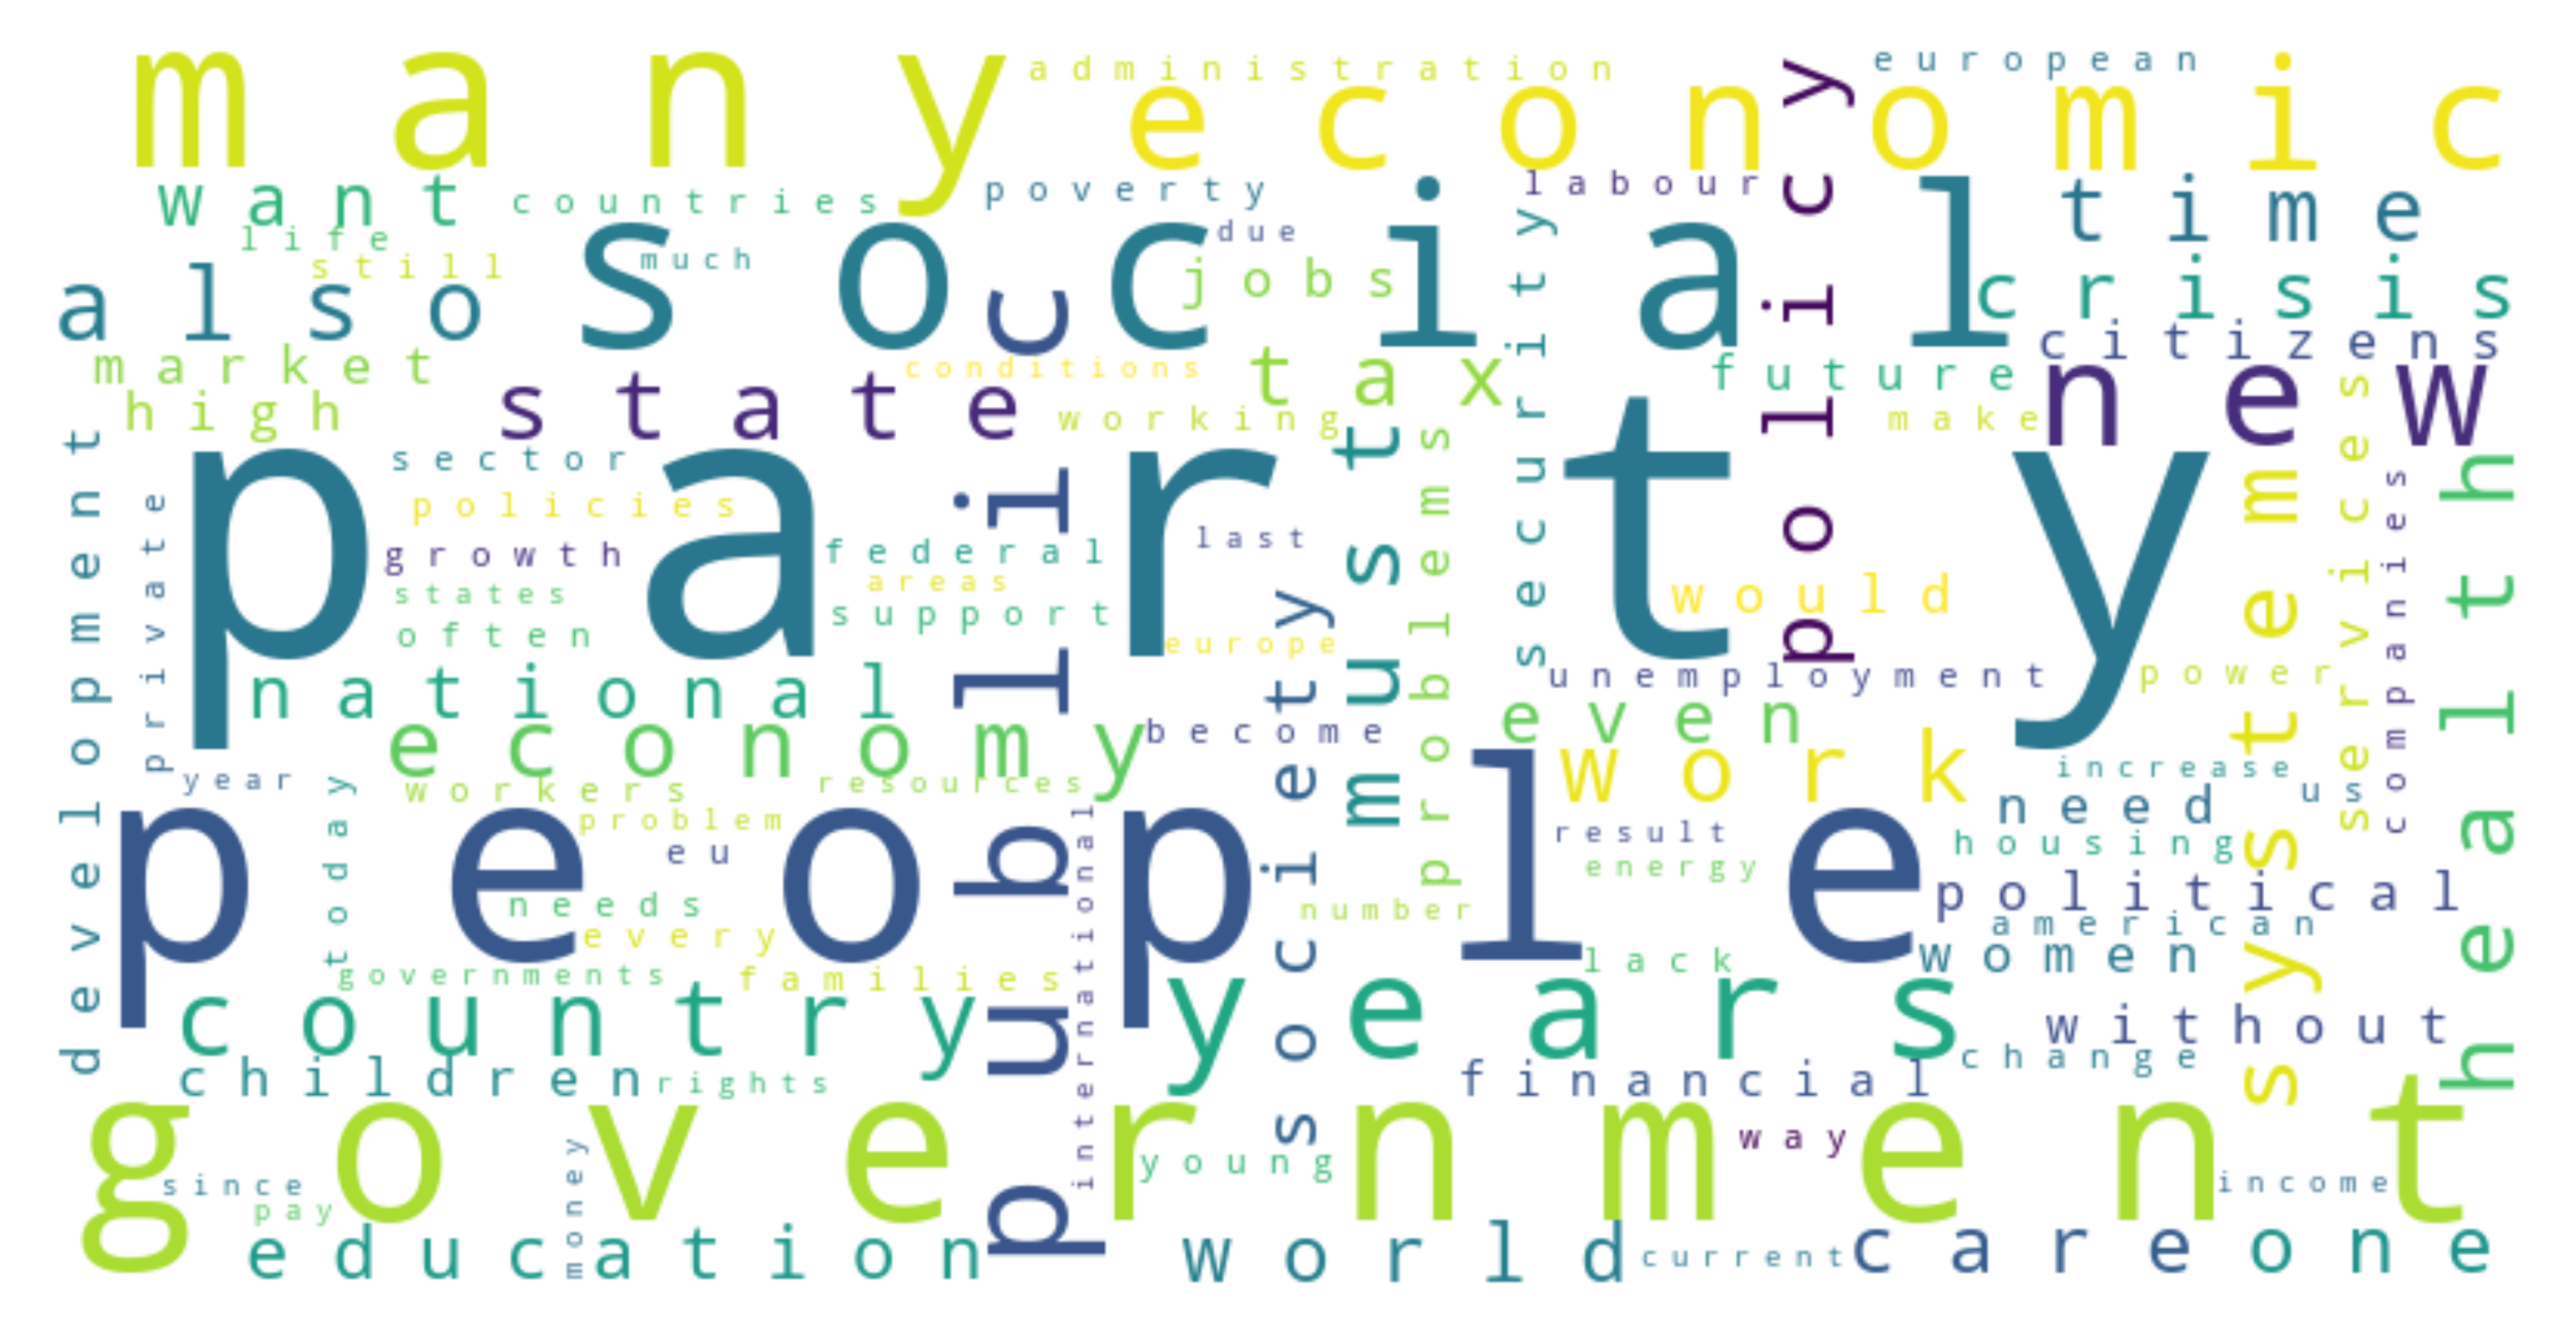 many
administration
european
economic
want
countries
poverty
labour
policy
time
life
due
still
much
social
also
jobs
security
crisis
citizens
market
conditions
tax
future
new
high
state
working
make
development
private
sector
party
policies
public
must
problems
services
companies
health
growth
federal
last
system
states
areas
would
often
support
society
europe
national
unemployment
power
economy
become
even
year
today
workers
resources
work
increase
need
us
people
problem
international
result
housing
eu
energy
political
needs
number
american
every
lack
women
governments
families
country
years
without
change
children
rights
financial
government
way
since
money
young
income
pay
education
world
current
care
one